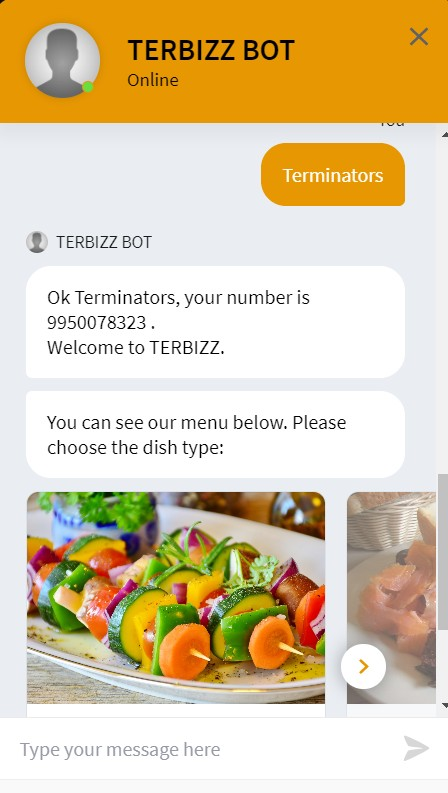 TERBIZZ BOT
Online
You
Terminators
TERBIZZ BOT
Ok Terminators, your number is
9950078323 .
Welcome to TERBIZZ.
You can see our menu below. Please
choose the dish type:
Type your message here